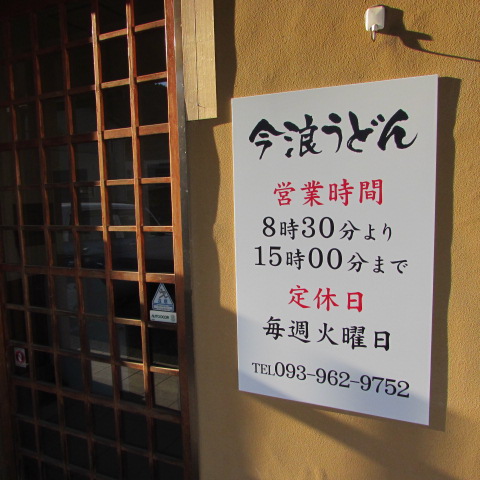 今浪うどん
営業時間
8時30分より
15時00分まで
定休日
毎週火曜日
TEL093-962-9752